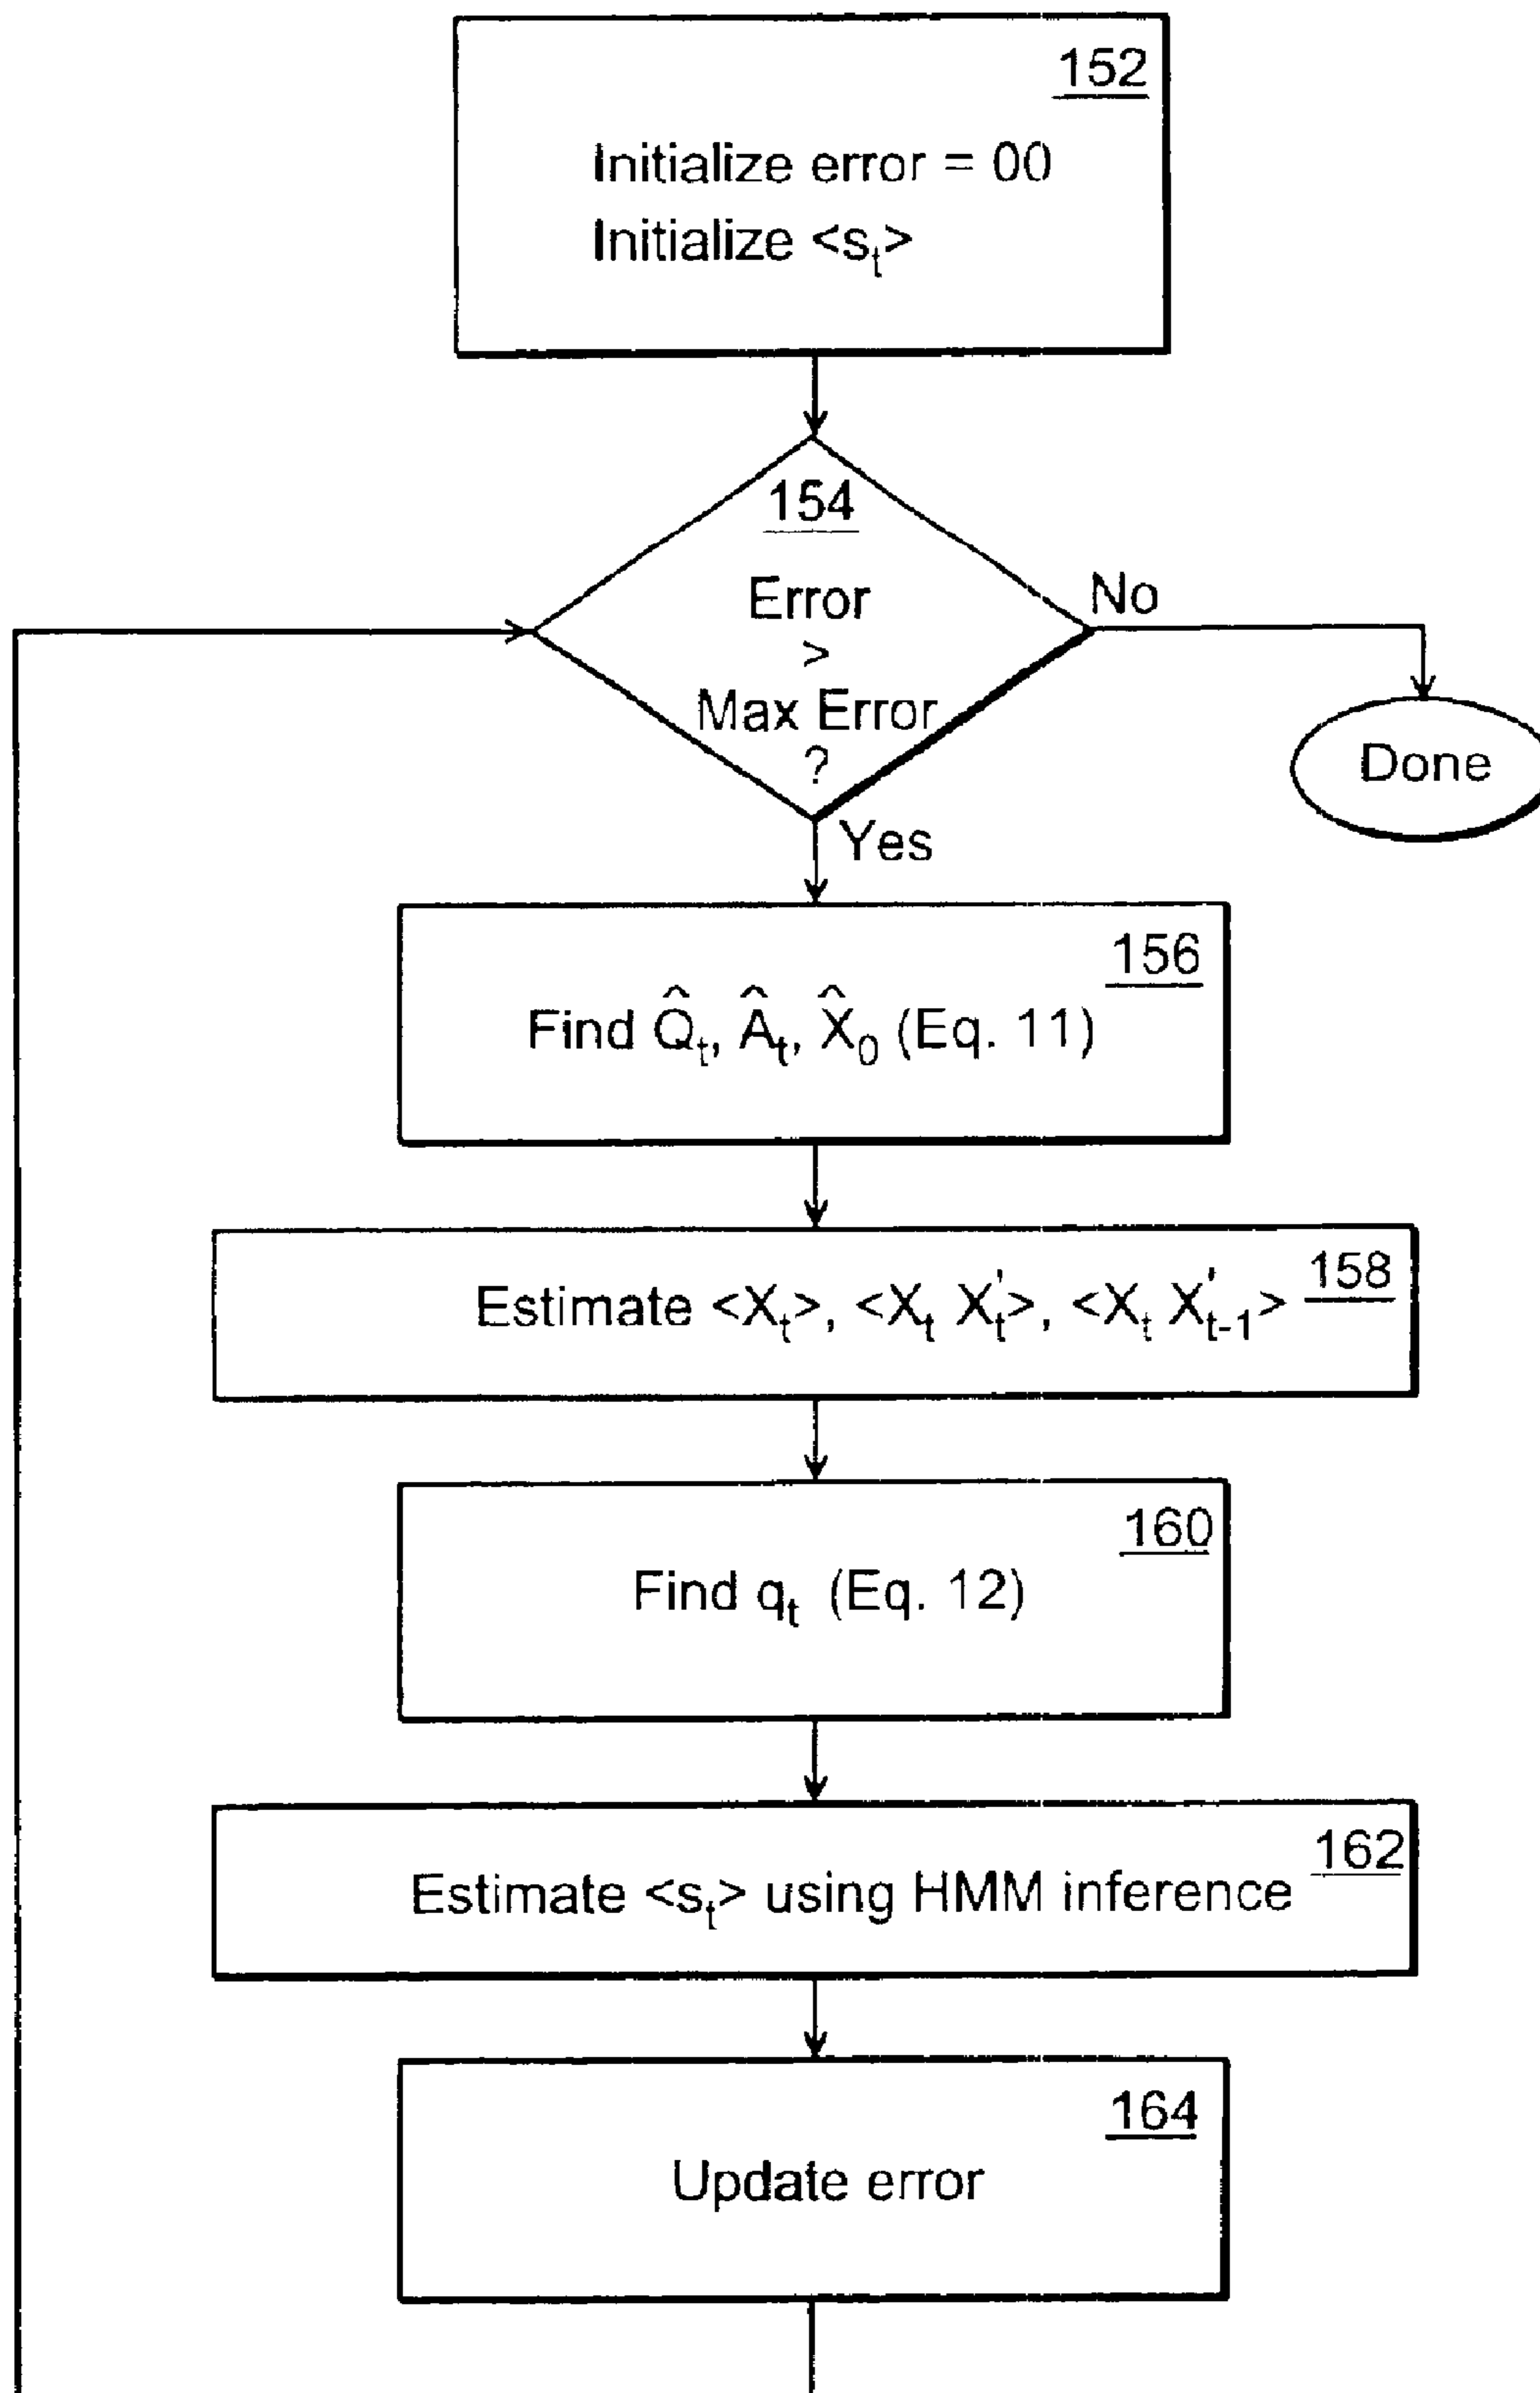 152
Initialize error = 00
Initialize <s_t>
154
Error
>
Max Error
?
No
Done
Yes
156
Find Q̂_t, Â_t, X̂_0 (Eq. 11)
158
Estimate <X_t>, <X_t X'_t>, <X_t X'_{t-1}>
160
Find q_t (Eq. 12)
162
Estimate <s_t> using HMM inference
164
Update error